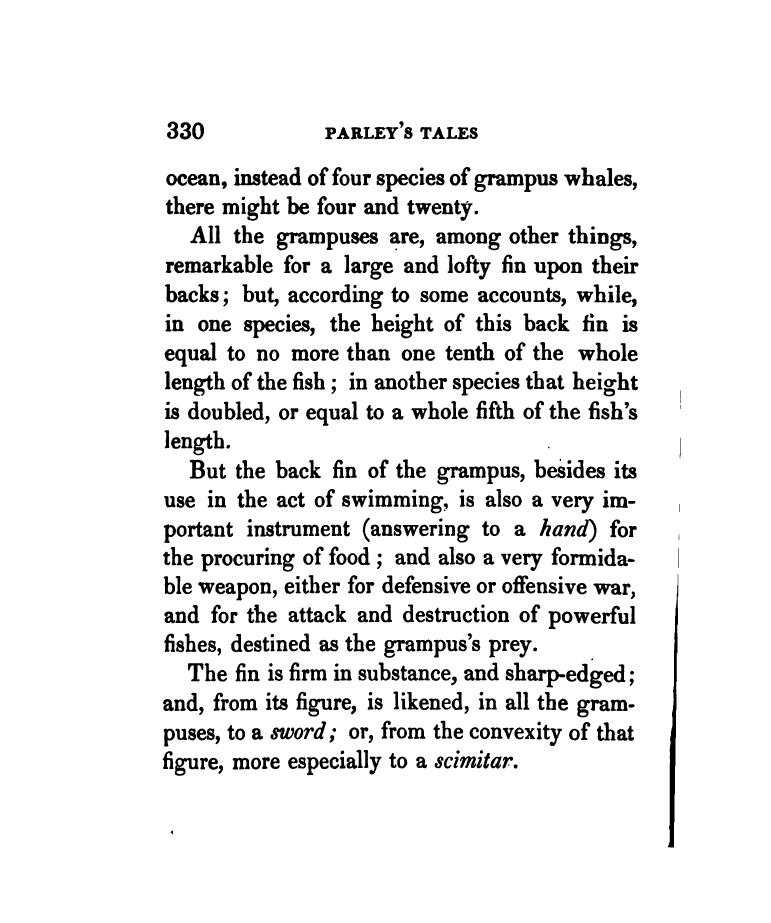 330 PARLEY'S TALES
ocean, instead of four species of grampus whales,
there might be four and twenty.
All the grampuses are, among other things,
remarkable for a large and lofty fin upon their
backs; but, according to some accounts, while,
in one species, the height of this back fin is
equal to no more than one tenth of the whole
length of the fish; in another species that height
is doubled, or equal to a whole fifth of the fish's
length.
But the back fin of the grampus, besides its
use in the act of swimming, is also a very im-
portant instrument (answering to a hand) for
the procuring of food; and also a very formida-
ble weapon, either for defensive or offensive war,
and for the attack and destruction of powerful
fishes, destined as the grampus's prey.
The fin is firm in substance, and sharp-edged;
and, from its figure, is likened, in all the gram-
puses, to a sword; or, from the convexity of that
figure, more especially to a scimitar.